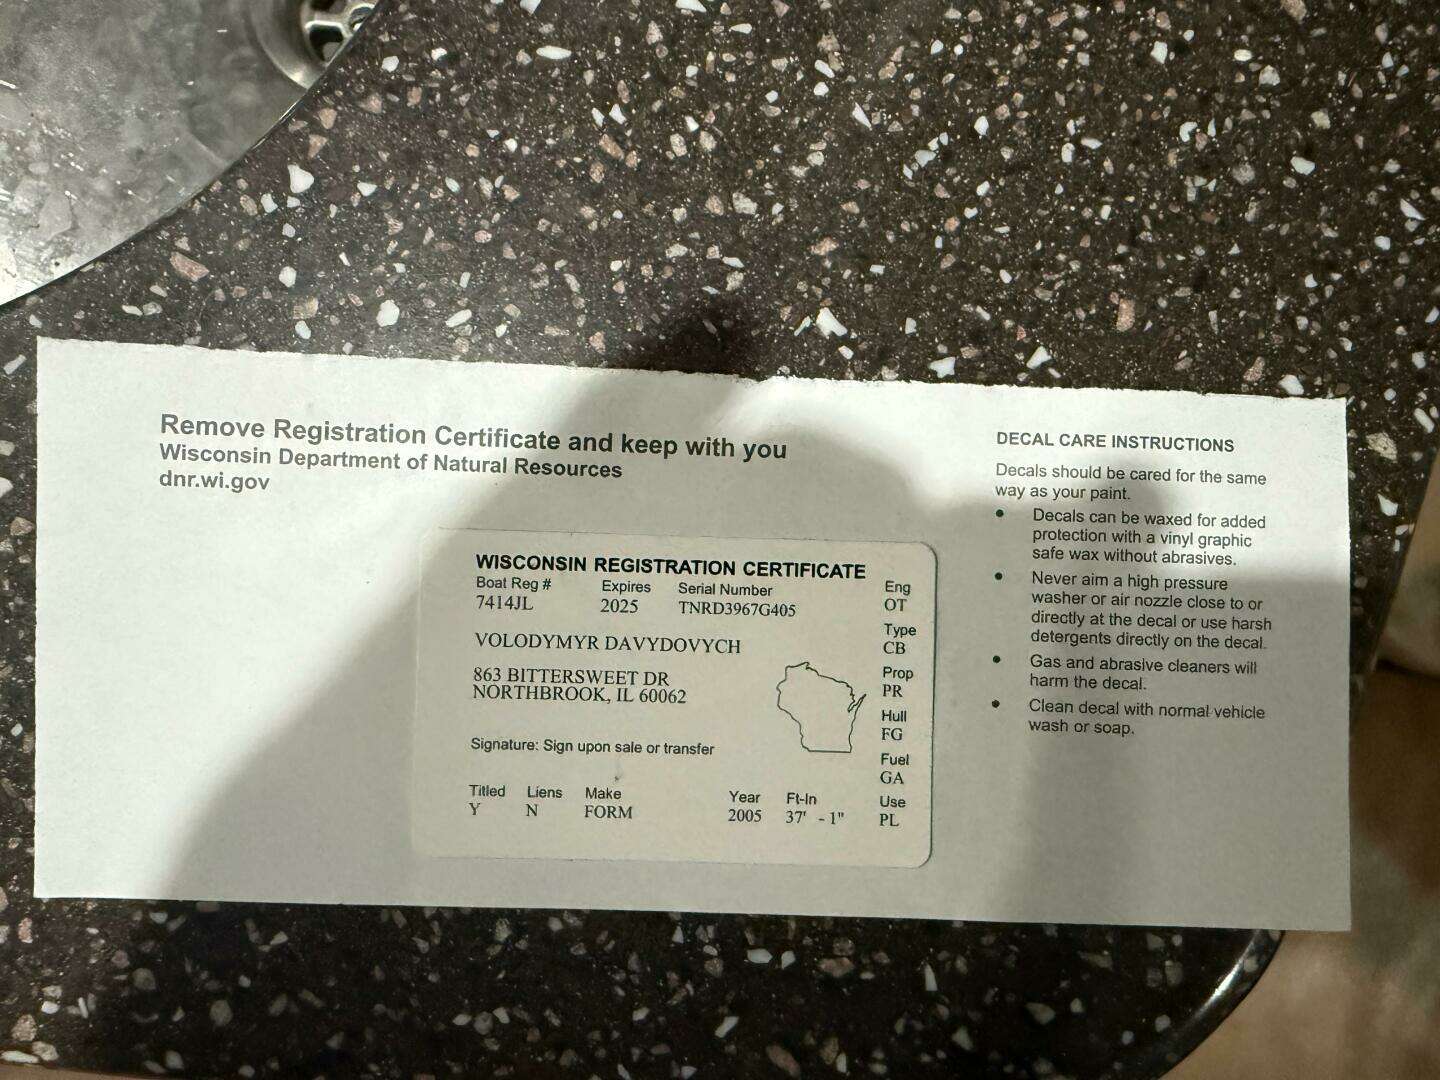 Remove Registration Certificate and keep with you
Wisconsin Department of Natural Resources
dnr.wi.gov
WISCONSIN REGISTRATION CERTIFICATE
Boat Reg # Expires Serial Number
7414JL 2025 TNRD3967G405
VOLODYMYR DAVYDOVYCH
863 BITTERSWEET DR
NORTHBROOK, IL 60062
Signature: Sign upon sale or transfer
Titled Liens Make Year Ft-In
Y N FORM 2005 37' - 1"
Eng
OT
Type
CB
Prop
PR
Hull
FG
Fuel
GA
Use
PL
DECAL CARE INSTRUCTIONS
Decals should be cared for the same
way as your paint.
• Decals can be waxed for added
protection with a vinyl graphic
safe wax without abrasives.
• Never aim a high pressure
washer or air nozzle close to or
directly at the decal or use harsh
detergents directly on the decal.
• Gas and abrasive cleaners will
harm the decal.
• Clean decal with normal vehicle
wash or soap.